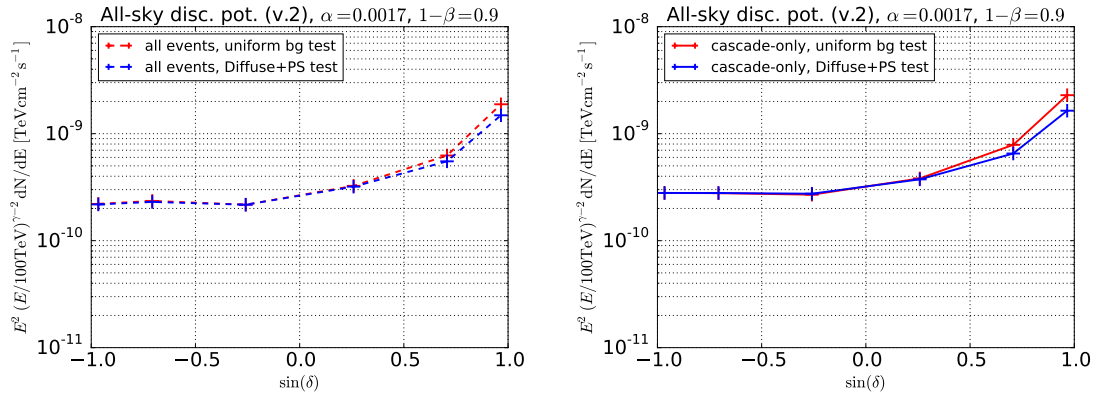 All-sky disc. pot. (v.2), α=0.0017, 1−β=0.9
all events, uniform bg test
all events, Diffuse+PS test
E² (E/100TeV)^{γ−2} dN/dE [TeVcm⁻² s⁻¹]
10⁻⁸
10⁻⁹
10⁻¹⁰
10⁻¹¹
−1.0 −0.5 0.0 0.5 1.0
sin(δ)
All-sky disc. pot. (v.2), α=0.0017, 1−β=0.9
cascade-only, uniform bg test
cascade-only, Diffuse+PS test
E² (E/100TeV)^{γ−2} dN/dE [TeVcm⁻² s⁻¹]
10⁻⁸
10⁻⁹
10⁻¹⁰
10⁻¹¹
−1.0 −0.5 0.0 0.5 1.0
sin(δ)